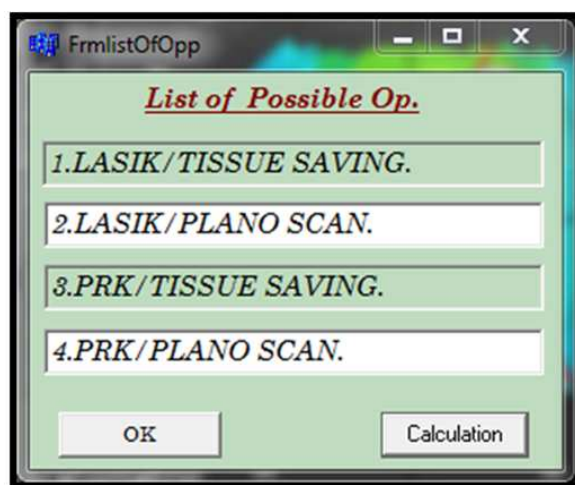 FrmlistOfOpp
List of Possible Op.
1.LASIK/TISSUE SAVING.
2.LASIK/PLANO SCAN.
3.PRK/TISSUE SAVING.
4.PRK/PLANO SCAN.
OK Calculation